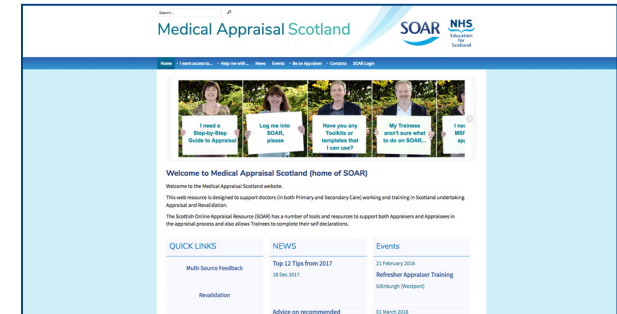 Search...
Medical Appraisal Scotland
SOAR
NHS
Education
for
Scotland
Home
I want access to...
Help me with...
News
Events
Be an Appraiser
Contacts
SOAR Login
I need a
Step-by-Step
Guide to Appraisal
Log me into
SOAR,
please
Have you any
Toolkits or
templates that
I can use?
My Trainees
aren't sure what
to do on SOAR...
Welcome to Medical Appraisal Scotland (home of SOAR)
Welcome to the Medical Appraisal Scotland website.
This web resource is designed to support doctors (in both Primary and Secondary Care) working and training in Scotland undertaking
Appraisal and Revalidation.
The Scottish Online Appraisal Resource (SOAR) has a number of tools and resources to support both Appraisers and Appraisees in
the appraisal process and also allows Trainees to complete their self declarations.
QUICK LINKS
Multi-Source Feedback
Revalidation
NEWS
Top 12 Tips from 2017
18 Dec 2017
Advice on recommended
Events
21 February 2018
Refresher Appraiser Training
Edinburgh (Westport)
01 March 2018